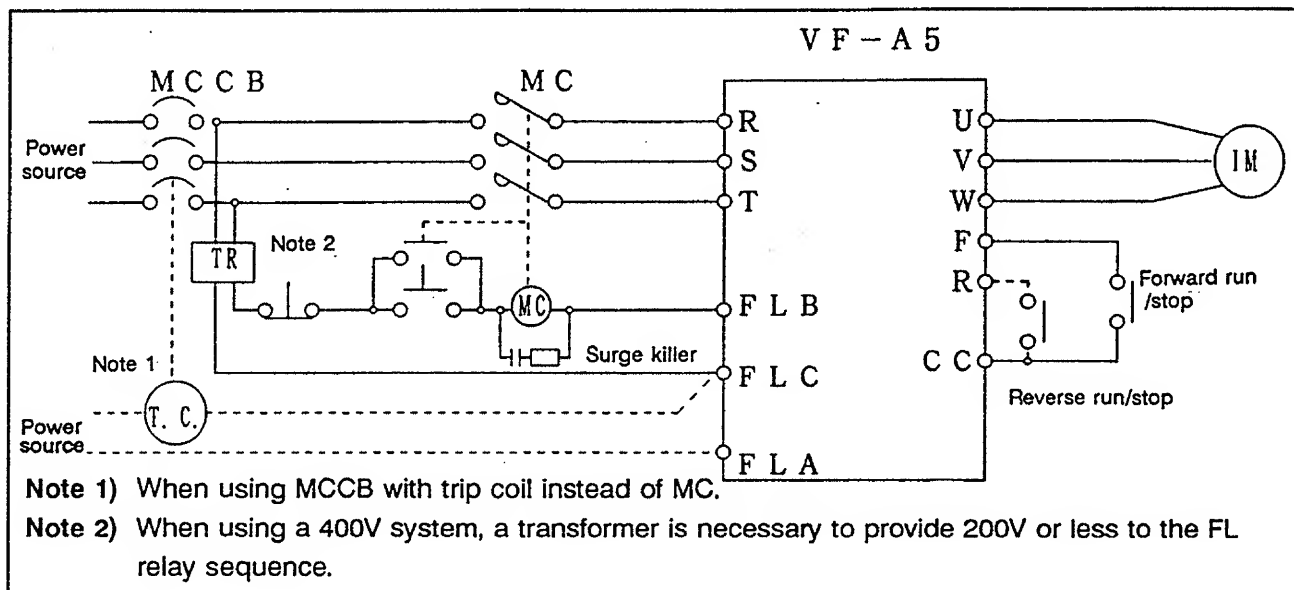 VF-A5
MCCB
MC
Power source
R
S
T
U
V
W
IM
F
R
TR
Note 2
MC
FLB
Forward run /stop
Surge killer
CC
Note 1
FLC
Reverse run/stop
T. C.
Power source
FLA
Note 1) When using MCCB with trip coil instead of MC.
Note 2) When using a 400V system, a transformer is necessary to provide 200V or less to the FL
relay sequence.